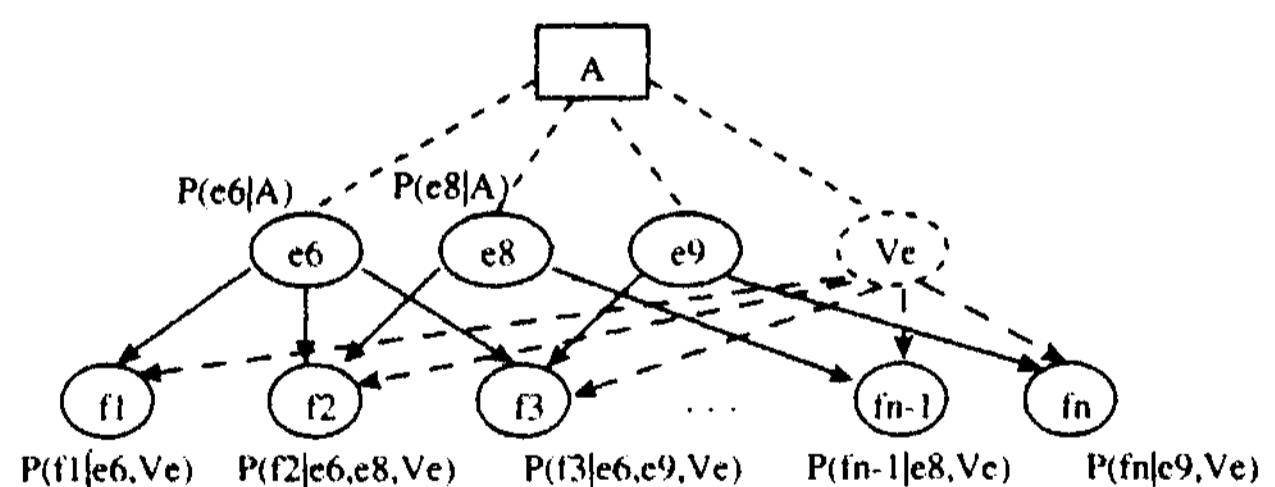 A
P(e6|A) P(e8|A)
e6 e8 e9 Ve
f1 f2 f3 . . . fn-1 fn
P(f1|e6,Ve) P(f2|e6,e8,Ve) P(f3|e6,e9,Ve) P(fn-1|e8,Ve) P(fn|e9,Ve)